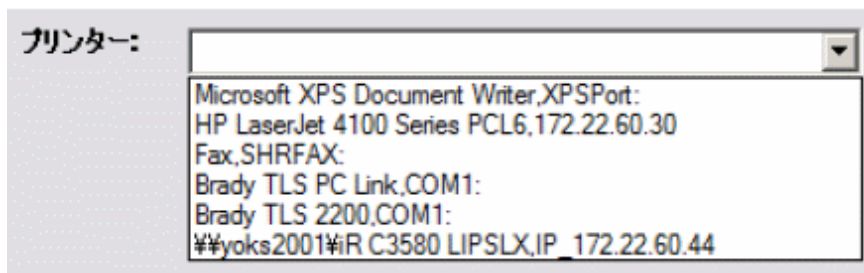 プリンター:
Microsoft XPS Document Writer,XPSPort:
HP LaserJet 4100 Series PCL6,172.22.60.30
Fax,SHRFAX:
Brady TLS PC Link,COM1:
Brady TLS 2200,COM1:
¥¥yoks2001¥iR C3580 LIPSLX,IP_172.22.60.44